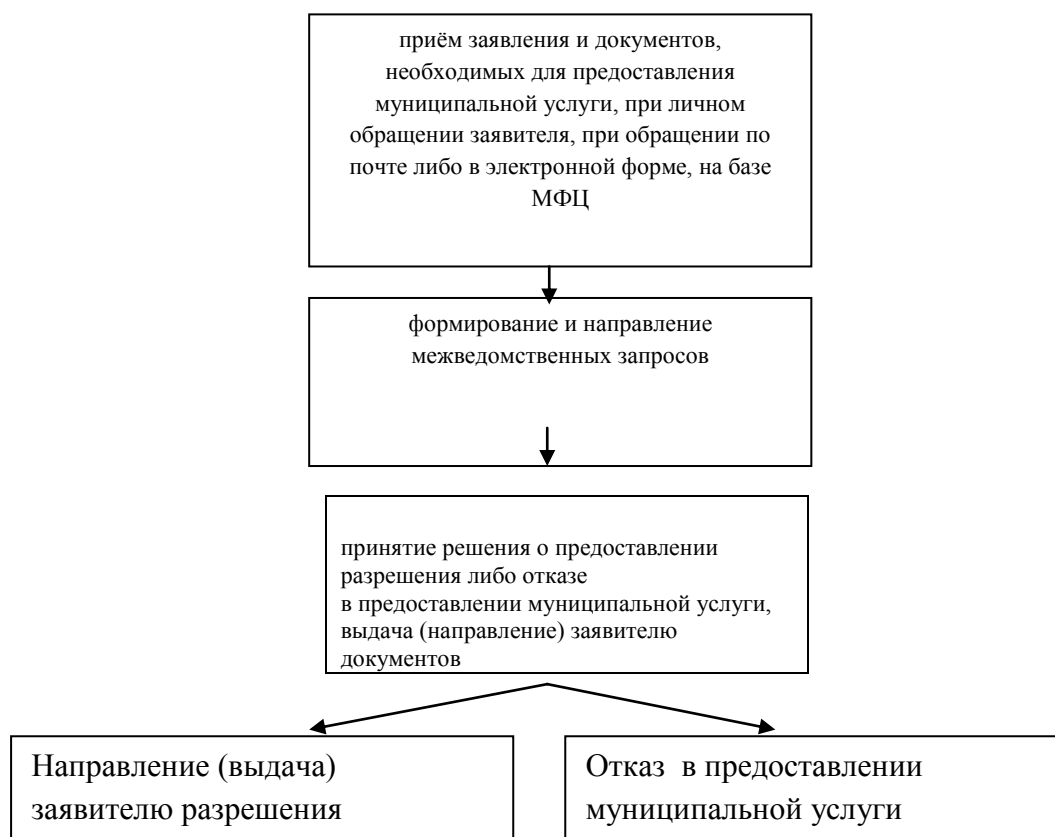 приём заявления и документов,
необходимых для предоставления
муниципальной услуги, при личном
обращении заявителя, при обращении по
почте либо в электронной форме, на базе
МФЦ
формирование и направление
межведомственных запросов
принятие решения о предоставлении
разрешения либо отказе
в предоставлении муниципальной услуги,
выдача (направление) заявителю
документов
Направление (выдача)
заявителю разрешения
Отказ в предоставлении
муниципальной услуги